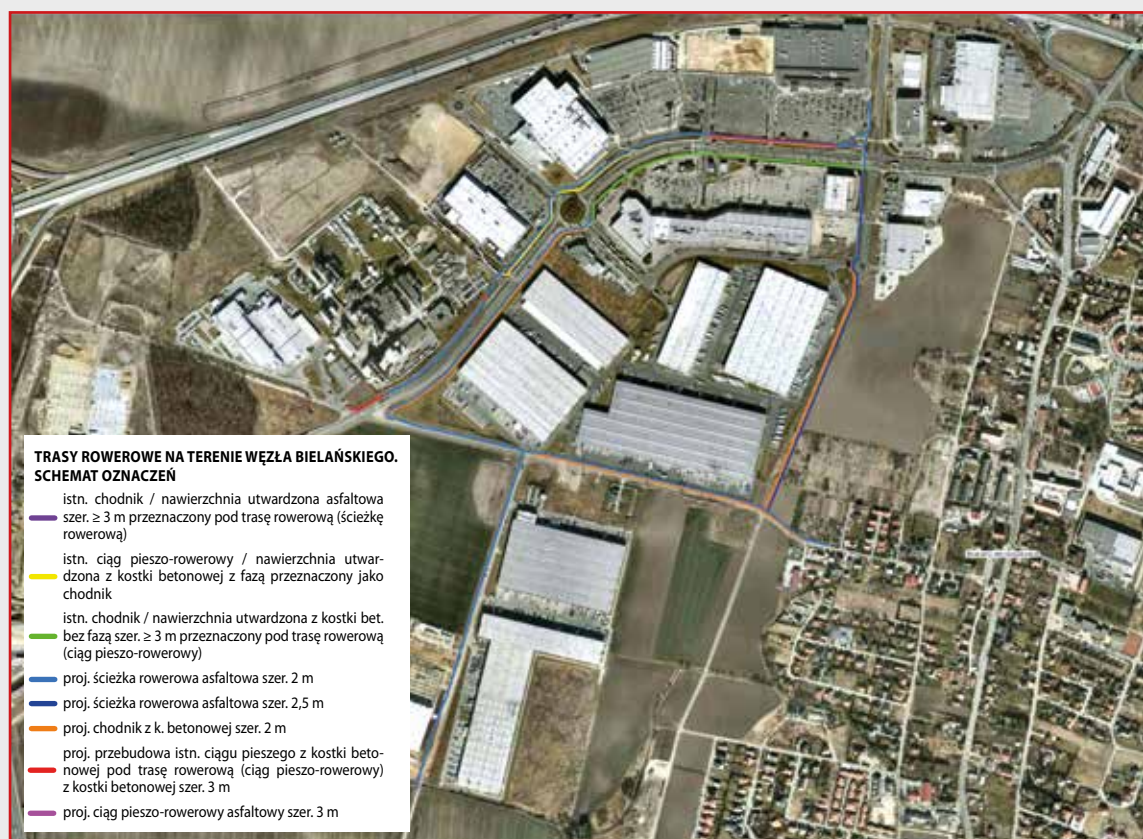 TRASY ROWEROWE NA TERENIE WĘZŁA BIELAŃSKIEGO.
SCHEMAT OZNACZEŃ
istn. chodnik / nawierzchnia utwardzona asfaltowa
szer. ≥ 3 m przeznaczony pod trasę rowerową (ścieżkę
rowerową)
istn. ciąg pieszo-rowerowy / nawierzchnia utwar-
dzona z kostki betonowej z fazą przeznaczony jako
chodnik
istn. chodnik / nawierzchnia utwardzona z kostki bet.
bez fazą szer. ≥ 3 m przeznaczony pod trasę rowerową
(ciąg pieszo-rowerowy)
proj. ścieżka rowerowa asfaltowa szer. 2 m
proj. ścieżka rowerowa asfaltowa szer. 2,5 m
proj. chodnik z k. betonowej szer. 2 m
proj. przebudowa istn. ciągu pieszego z kostki beto-
nowej pod trasę rowerową (ciąg pieszo-rowerowy)
z kostki betonowej szer. 3 m
proj. ciąg pieszo-rowerowy asfaltowy szer. 3 m